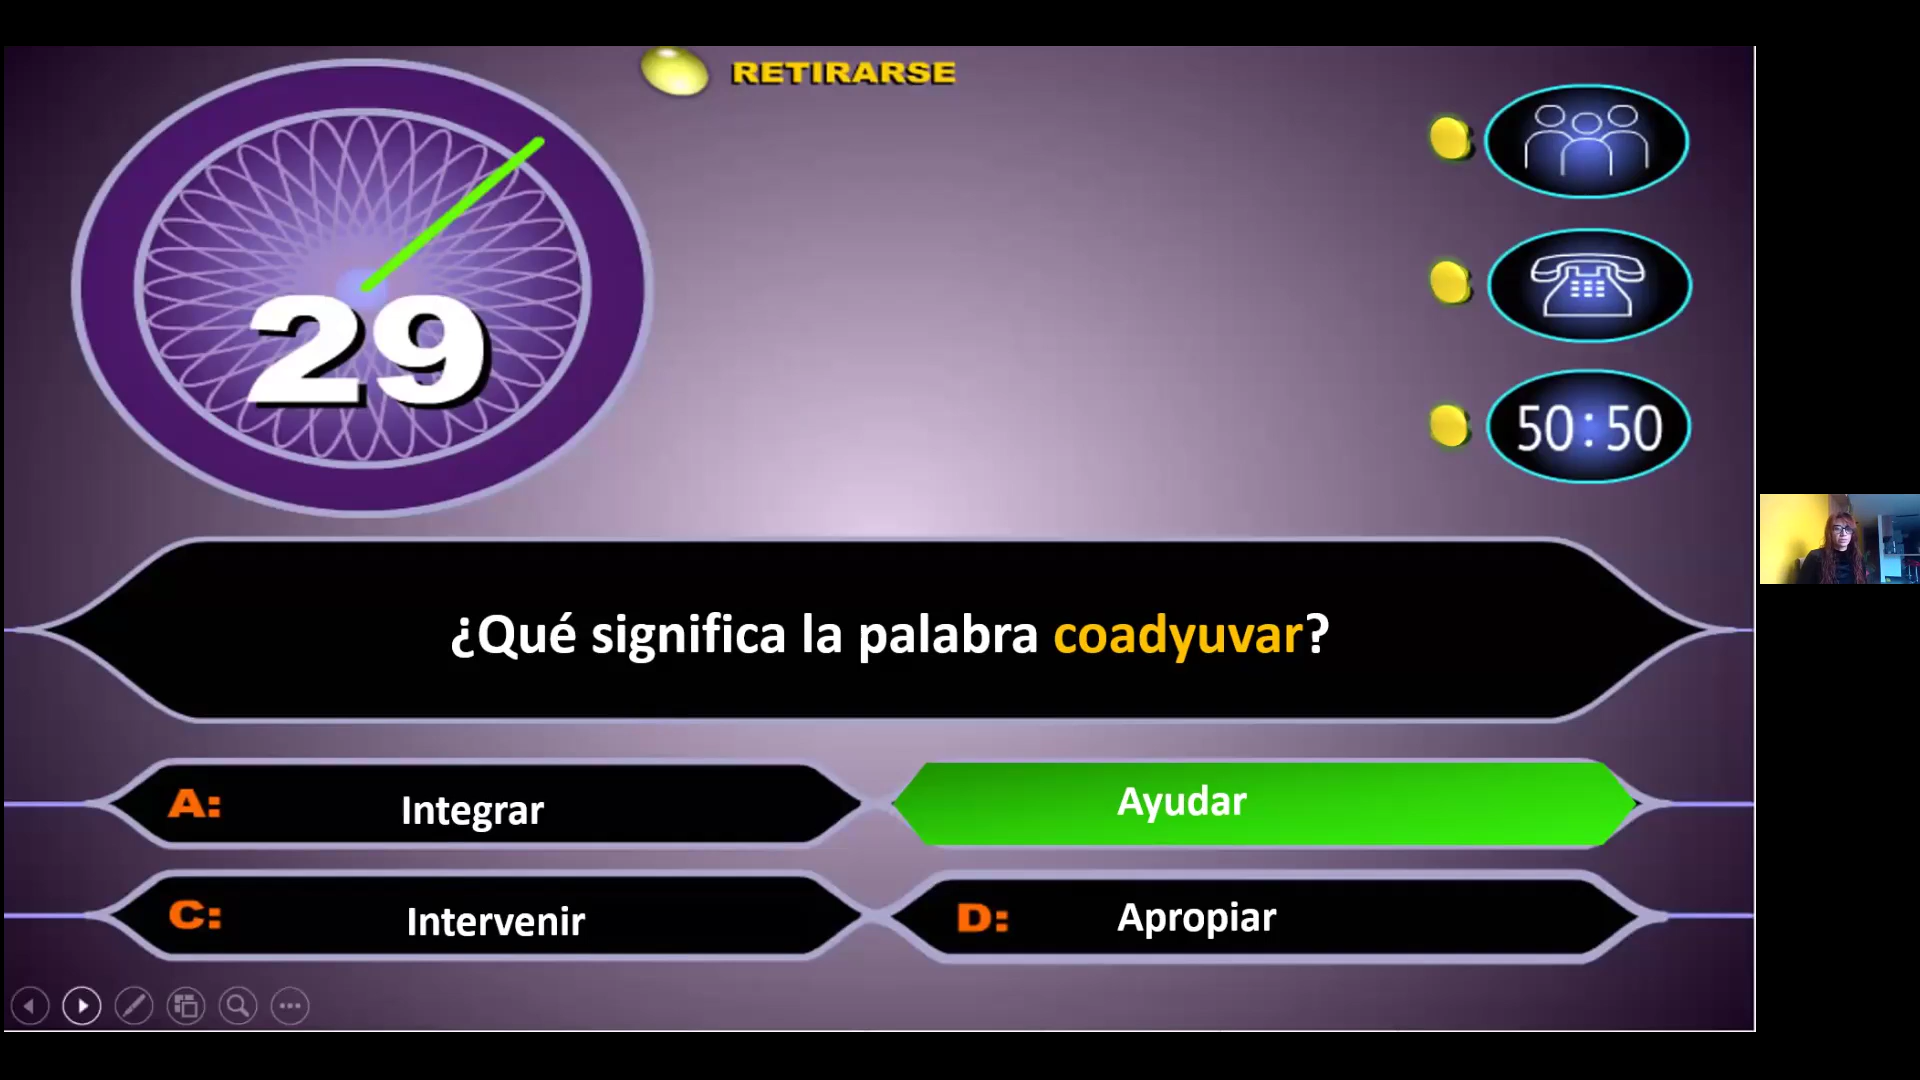 RETIRARSE
29
50:50
¿Qué significa la palabra coadyuvar?
A: Integrar
Ayudar
C: Intervenir
D: Apropiar